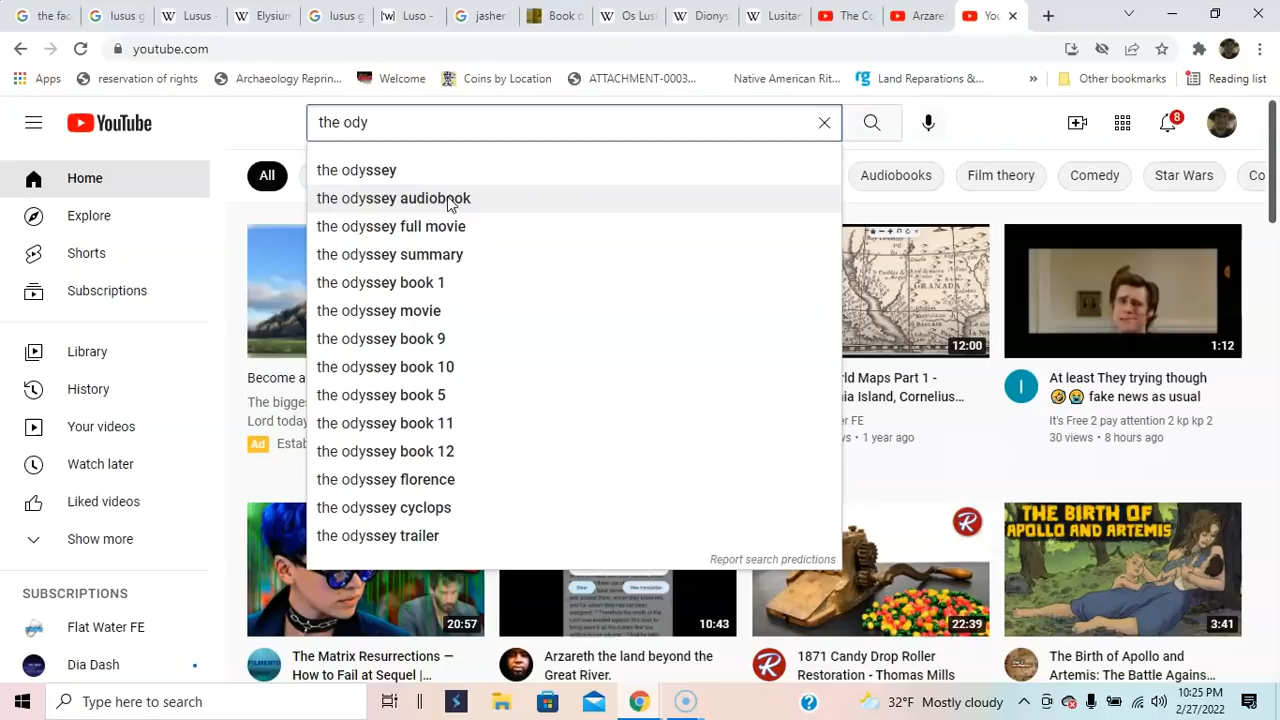 the fac
lusus g
Lusus -
Elysium
lusus g
Luso -
jasher
Book o
Os Lusi
Dionys
Lusitan
The Co
Arzare
You
youtube.com
Apps
reservation of rights
Archaeology Reprin...
Welcome
Coins by Location
ATTACHMENT-0003...
Native American Rit...
Land Reparations &...
»
Other bookmarks
Reading list
YouTube
the ody
8
Home
Explore
Shorts
Subscriptions
Library
History
Your videos
Watch later
Liked videos
Show more
SUBSCRIPTIONS
Flat Water FE
Dia Dash
All
Audiobooks
Film theory
Comedy
Star Wars
Co
the odyssey
the odyssey audiobook
the odyssey full movie
the odyssey summary
the odyssey book 1
the odyssey movie
the odyssey book 9
the odyssey book 10
the odyssey book 5
the odyssey book 11
the odyssey book 12
the odyssey florence
the odyssey cyclops
the odyssey trailer
Report search predictions
Become a
The bigges
Lord today
Ad
Estab
GRANADA
12:00
rld Maps Part 1 -
nia Island, Cornelius...
er FE
ws • 1 year ago
1:12
At least They trying though
🤣😭 fake news as usual
It's Free 2 pay attention 2 kp kp 2
30 views • 8 hours ago
20:57
FILMENTO
The Matrix Resurrections —
How to Fail at Sequel |...
10:43
Arzareth the land beyond the
Great River.
22:39
1871 Candy Drop Roller
Restoration - Thomas Mills
THE BIRTH OF
APOLLO AND ARTEMIS
3:41
The Birth of Apollo and
Artemis: The Battle Agains...
Type here to search
32°F Mostly cloudy
10:25 PM
2/27/2022